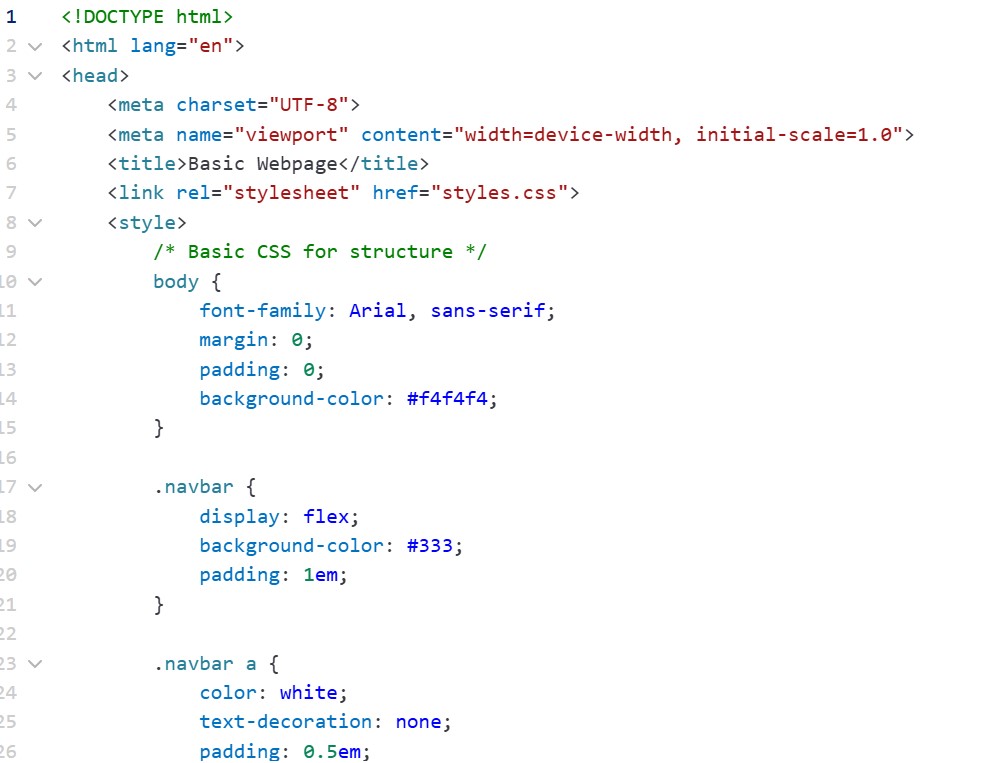 1 <!DOCTYPE html>
2 <html lang="en">
3 <head>
4     <meta charset="UTF-8">
5     <meta name="viewport" content="width=device-width, initial-scale=1.0">
6     <title>Basic Webpage</title>
7     <link rel="stylesheet" href="styles.css">
8     <style>
9         /* Basic CSS for structure */
10         body {
11             font-family: Arial, sans-serif;
12             margin: 0;
13             padding: 0;
14             background-color: #f4f4f4;
15         }
16
17         .navbar {
18             display: flex;
19             background-color: #333;
20             padding: 1em;
21         }
22
23         .navbar a {
24             color: white;
25             text-decoration: none;
26             padding: 0.5em;